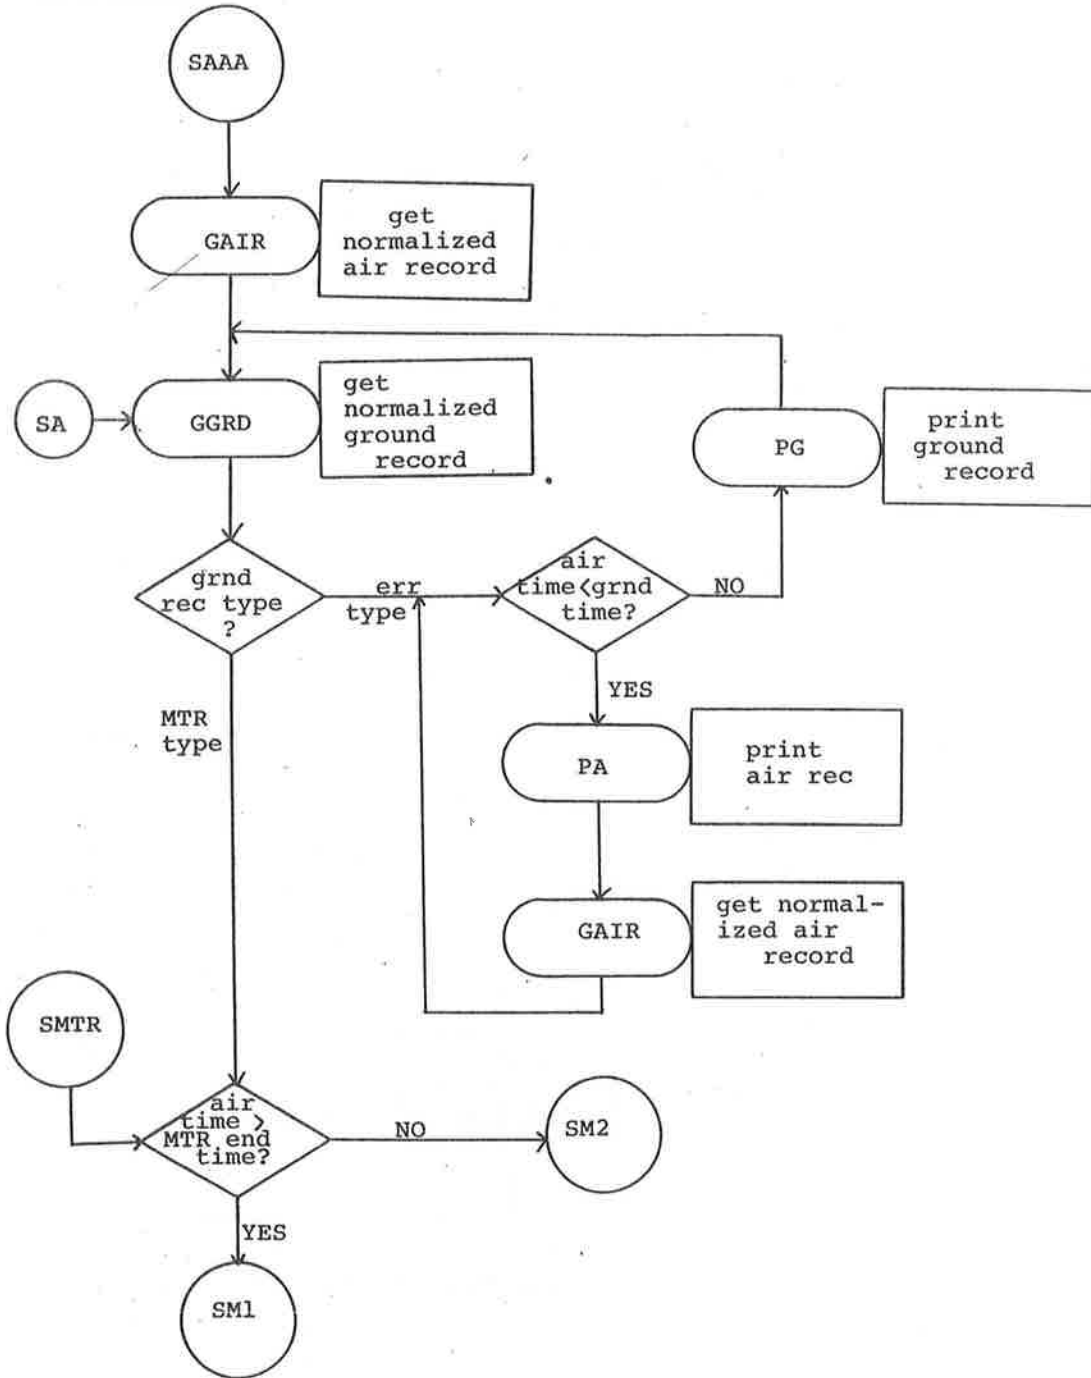 SAAA
GAIR
get
normalized
air record
SA
GGRD
get
normalized
ground
record
PG
print
ground
record
grnd
rec type
?
err
type
air
time<grnd
time?
NO
YES
MTR
type
PA
print
air rec
GAIR
get normal-
ized air
record
SMTR
air
time >
MTR end
time?
NO
SM2
YES
SM1